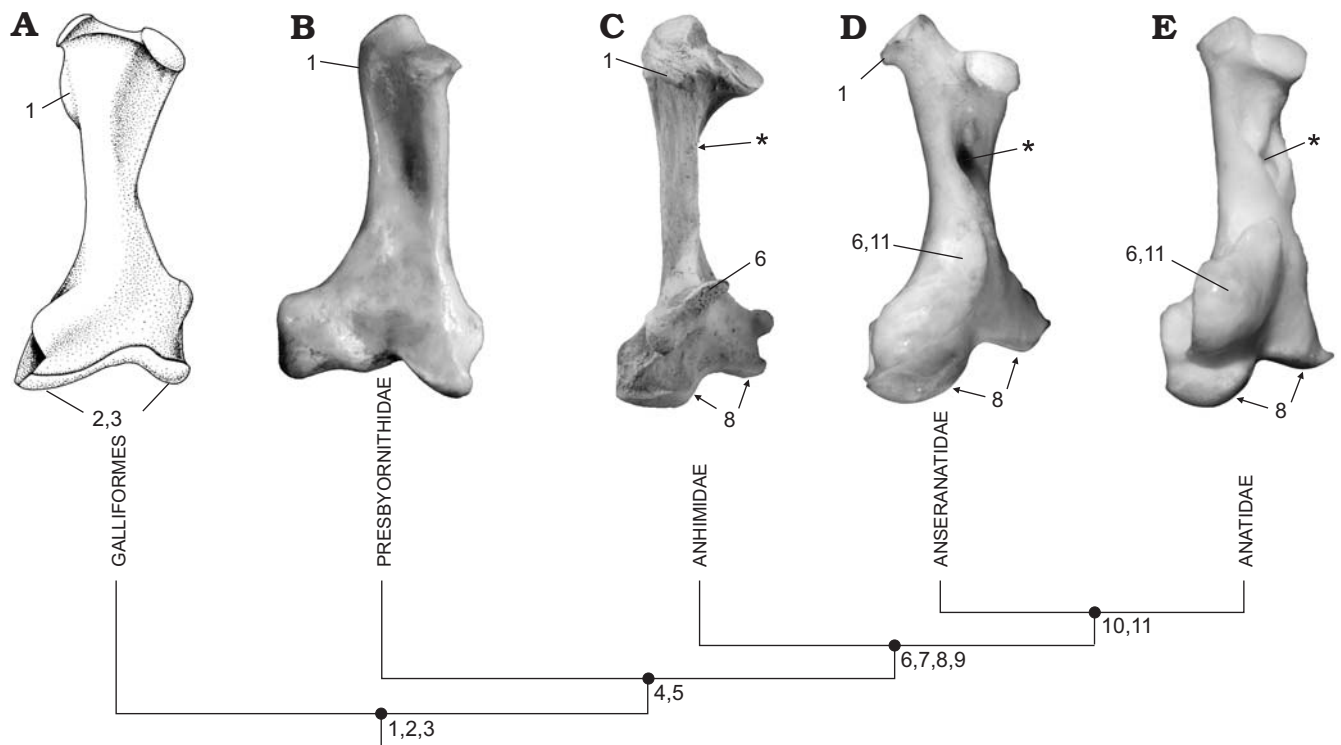 A B C D E
1 1 1 1
* * *
6,11 6,11
6
2,3 8 8 8
GALLIFORMES
PRESBYORNITHIDAE
ANHIMIDAE
ANSERANATIDAE
ANATIDAE
10,11
6,7,8,9
4,5
1,2,3